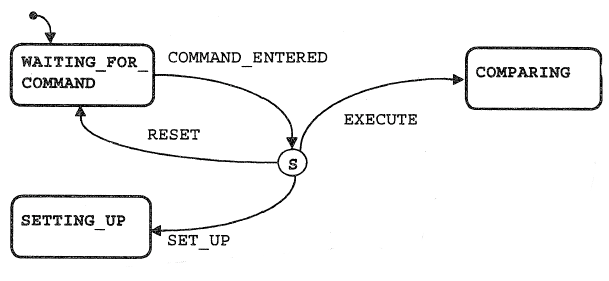 WAITING_FOR_
COMMAND
COMMAND_ENTERED
COMPARING
EXECUTE
RESET
S
SETTING_UP
SET_UP